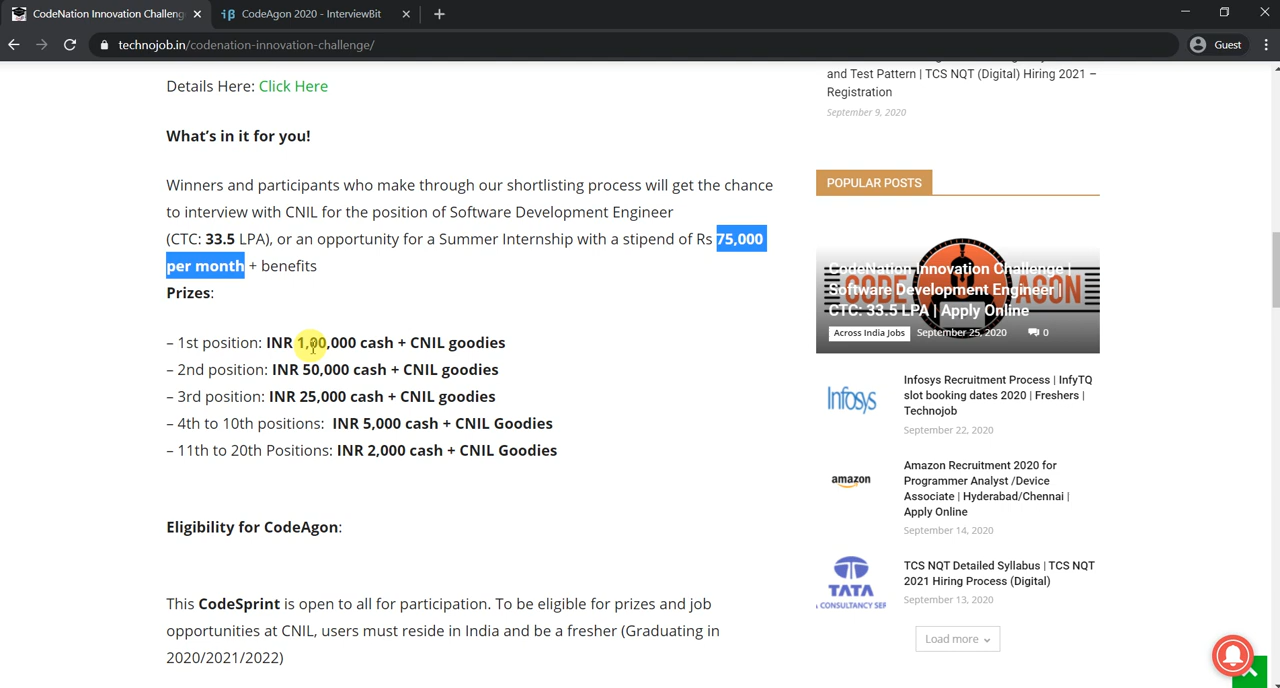 CodeNation Innovation Challeng
CodeAgon 2020 - InterviewBit
technojob.in/codenation-innovation-challenge/
Guest
Details Here: Click Here
What's in it for you!
Winners and participants who make through our shortlisting process will get the chance
to interview with CNIL for the position of Software Development Engineer
(CTC: 33.5 LPA), or an opportunity for a Summer Internship with a stipend of Rs 75,000
per month + benefits
Prizes:
– 1st position: INR 1,00,000 cash + CNIL goodies
– 2nd position: INR 50,000 cash + CNIL goodies
– 3rd position: INR 25,000 cash + CNIL goodies
– 4th to 10th positions: INR 5,000 cash + CNIL Goodies
– 11th to 20th Positions: INR 2,000 cash + CNIL Goodies
Eligibility for CodeAgon:
This CodeSprint is open to all for participation. To be eligible for prizes and job
opportunities at CNIL, users must reside in India and be a fresher (Graduating in
2020/2021/2022)
and Test Pattern | TCS NQT (Digital) Hiring 2021 –
Registration
September 9, 2020
POPULAR POSTS
CODE AGON
CodeNation Innovation Challenge |
Software Development Engineer |
CTC: 33.5 LPA | Apply Online
Across India Jobs September 25, 2020 0
Infosys
Infosys Recruitment Process | InfyTQ
slot booking dates 2020 | Freshers |
Technojob
September 22, 2020
amazon
Amazon Recruitment 2020 for
Programmer Analyst /Device
Associate | Hyderabad/Chennai |
Apply Online
September 14, 2020
TATA
CONSULTANCY SER
TCS NQT Detailed Syllabus | TCS NQT
2021 Hiring Process (Digital)
September 13, 2020
Load more